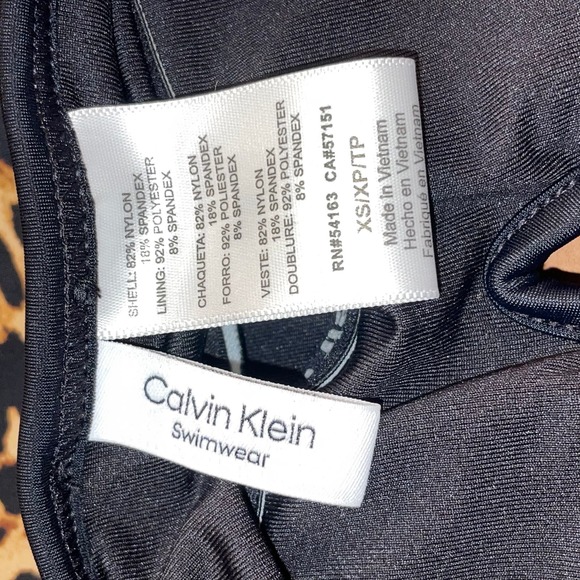 SHELL: 82% NYLON
18% SPANDEX
LINING: 92% POLYESTER
8% SPANDEX
CHAQUETA: 82% NYLON
18% SPANDEX
FORRO: 92% POLIESTER
8% SPANDEX
VESTE: 82% NYLON
18% SPANDEX
DOUBLURE: 92% POLYESTER
8% SPANDEX
RN#54163 CA#57151
XS/XP/TP
Made in Vietnam
Hecho en Vietnam
Fabriqué en Vietnam
Calvin Klein
Swimwear